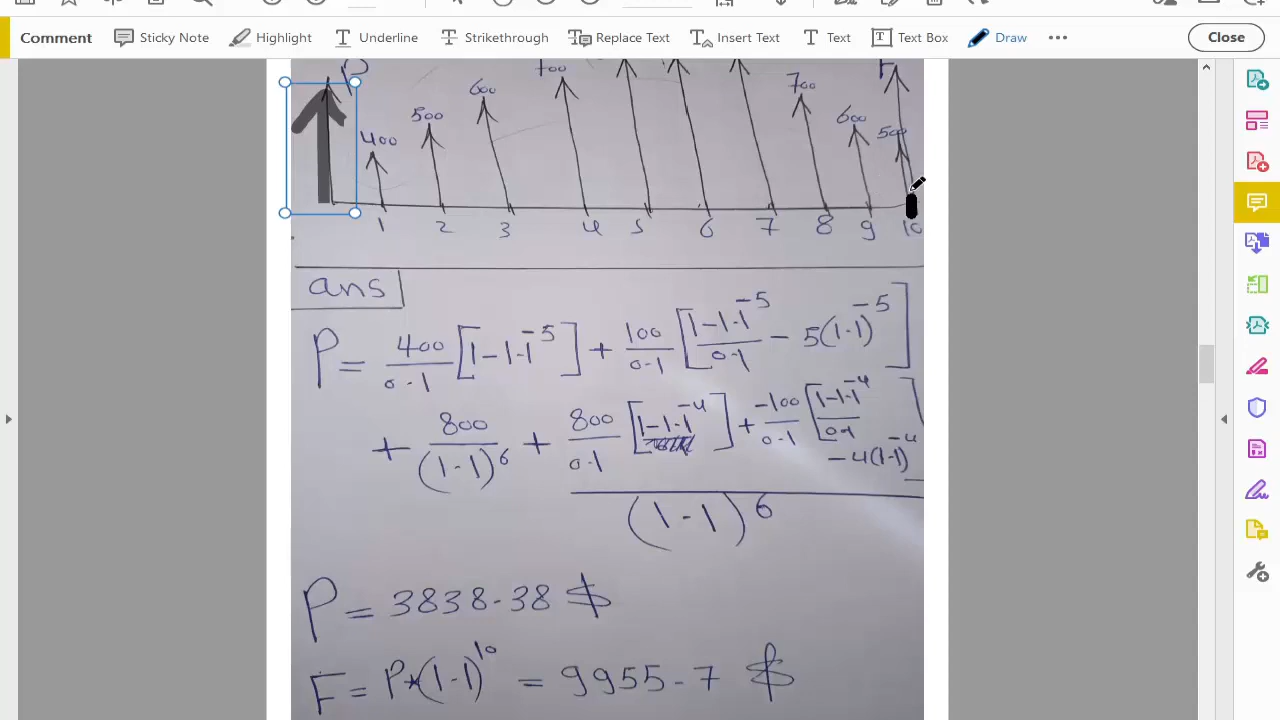 Comment Sticky Note Highlight Underline Strikethrough Replace Text Insert Text Text Text Box Draw Close
P 700 F
600 700
500 600
400 500
1 2 3 4 5 6 7 8 9 10
ans
P = 400/0.1 [1-1.1^-5] + 100/0.1 [1-1.1^-5/0.1 - 5(1.1)^-5]
+ 800/(1.1)^6 + 800/0.1 [1-1.1^-4] + -100/0.1 [1-1.1^-4/0.1
-4(1.1)^-4
(1.1)^6
P = 3838.38 $
F = P*(1.1)^10 = 9955.7 $